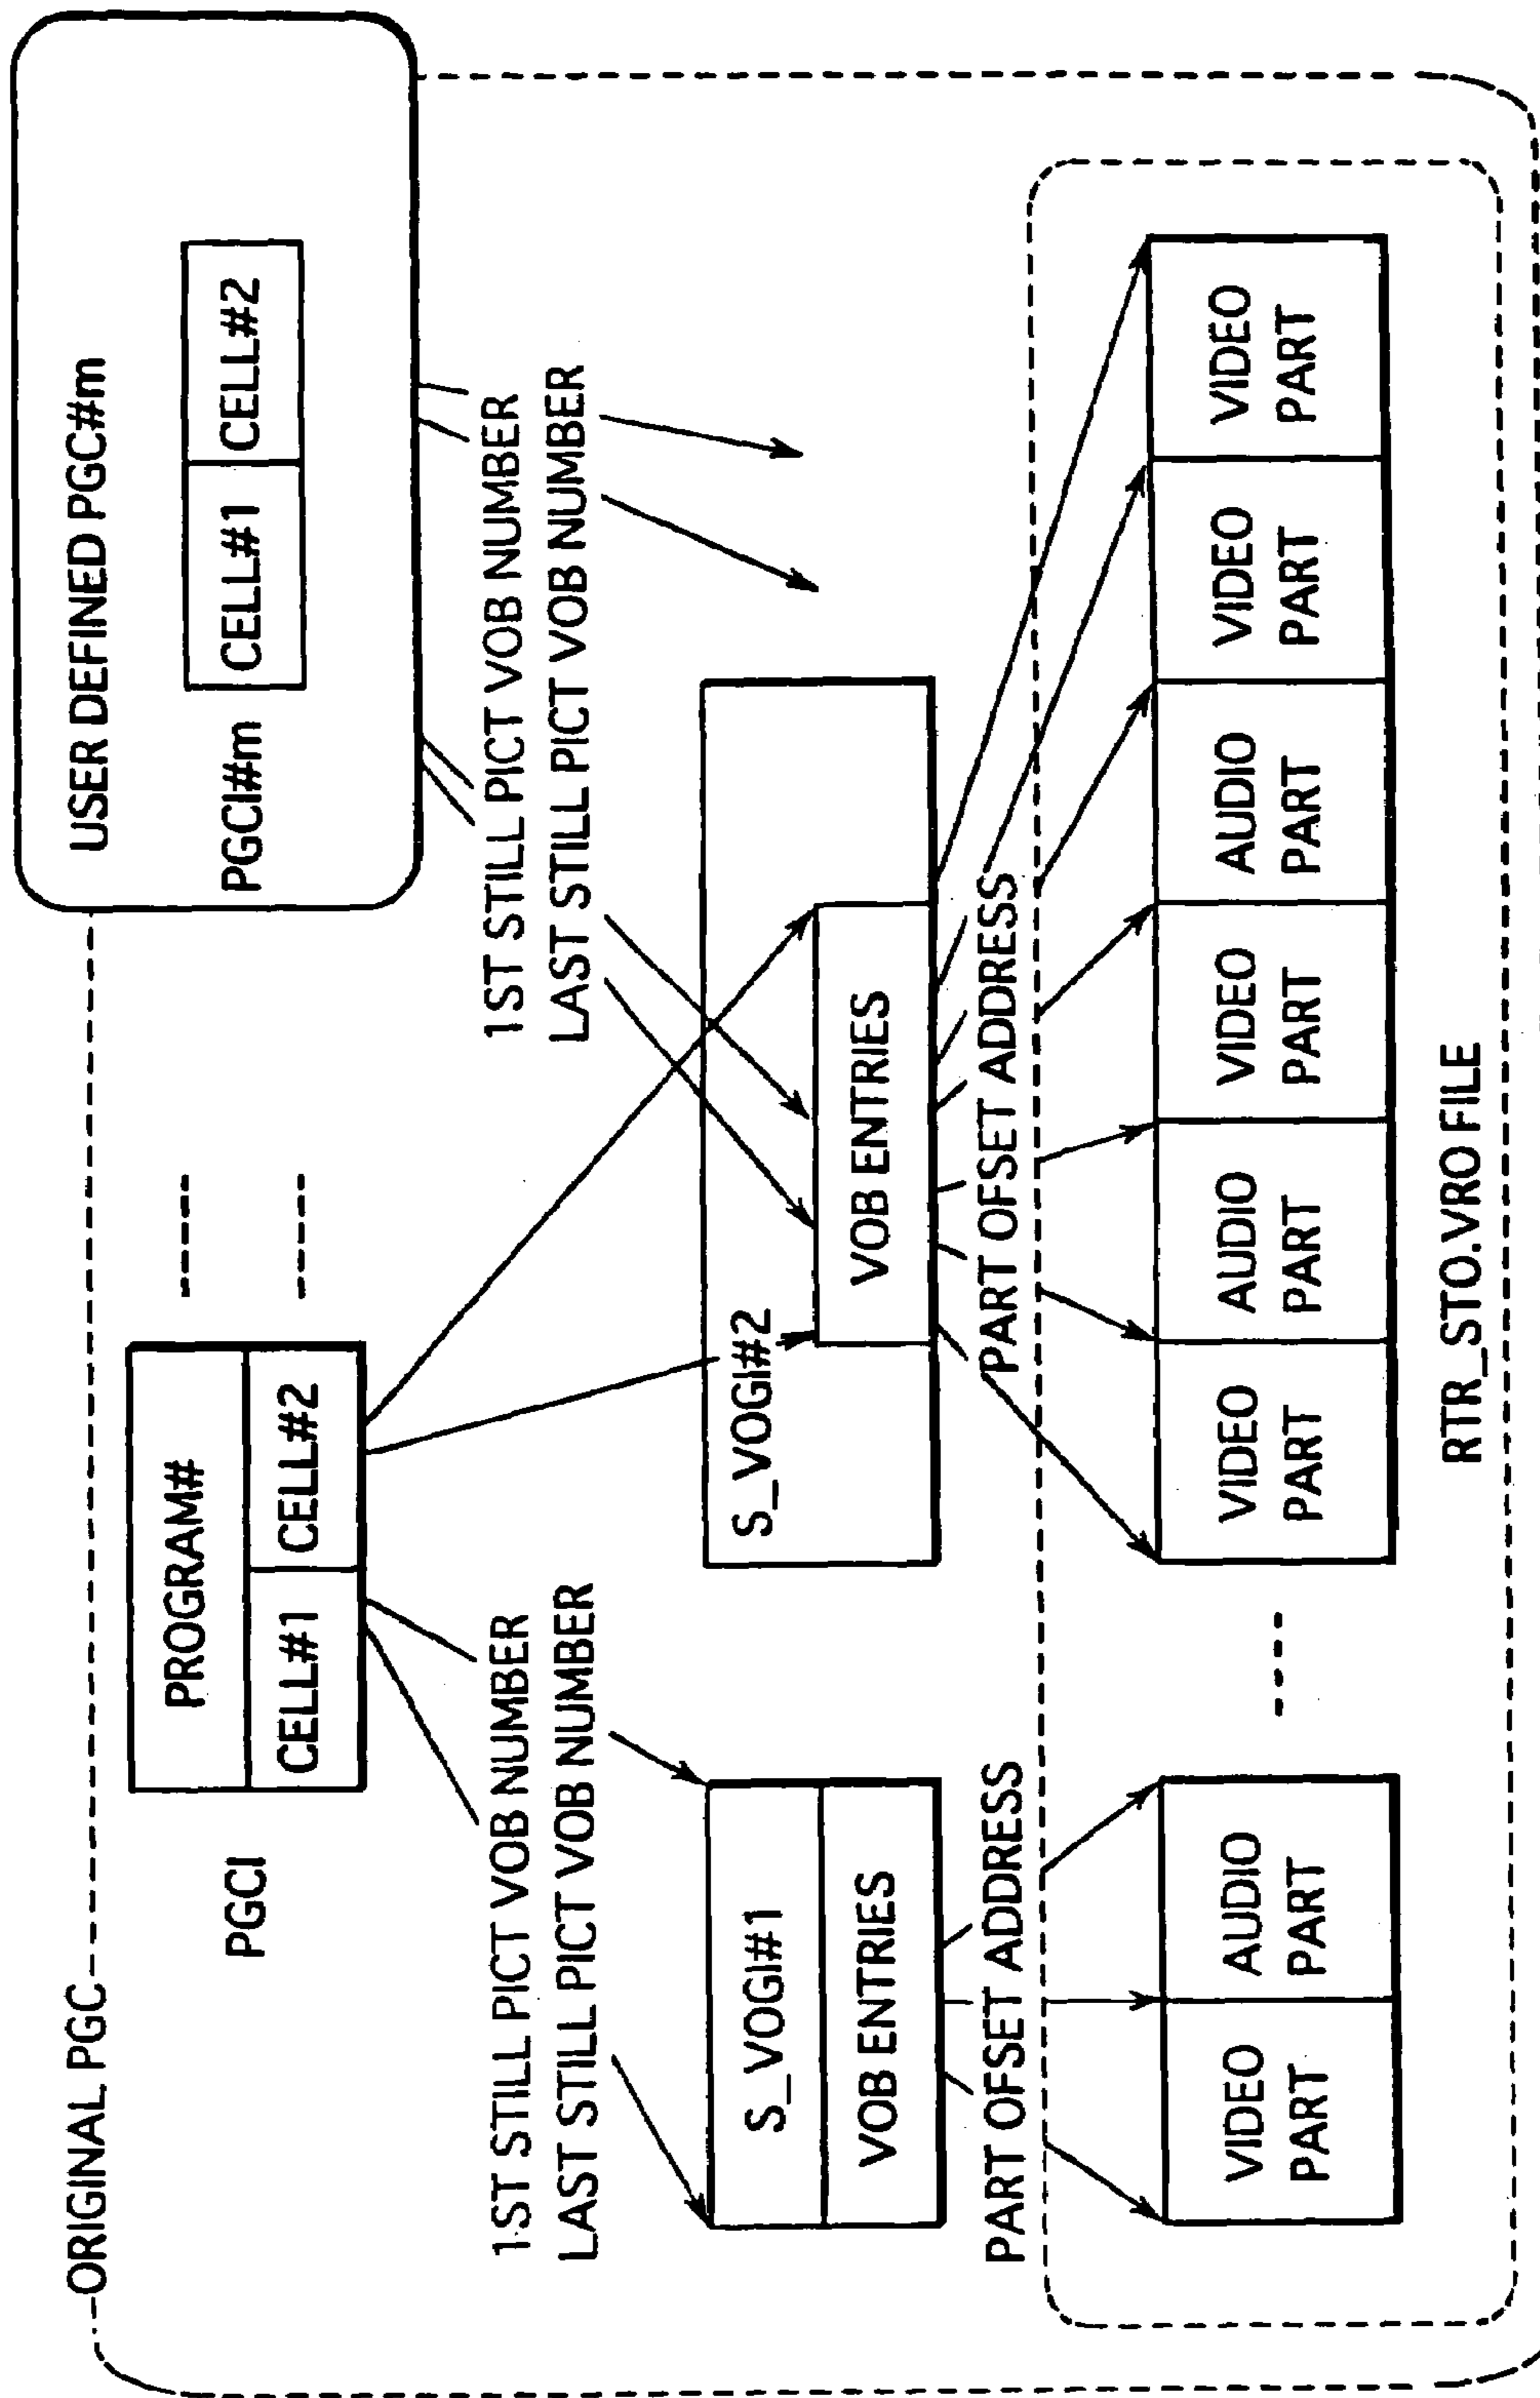 ORIGINAL PGC
USER DEFINED PGC#m
PGCI
PROGRAM#
CELL#1
CELL#2
PGCI#m
CELL#1
CELL#2
1ST STILL PICT VOB NUMBER
LAST STILL PICT VOB NUMBER
1ST STILL PICT VOB NUMBER
LAST STILL PICT VOB NUMBER
S_VOGI#1
VOB ENTRIES
S_VOGI#2
VOB ENTRIES
PART OFSET ADDRESS
PART OFSET ADDRESS
VIDEO
PART
AUDIO
PART
VIDEO
PART
AUDIO
PART
VIDEO
PART
AUDIO
PART
VIDEO
PART
VIDEO
PART
RTR_STO.VRO FILE